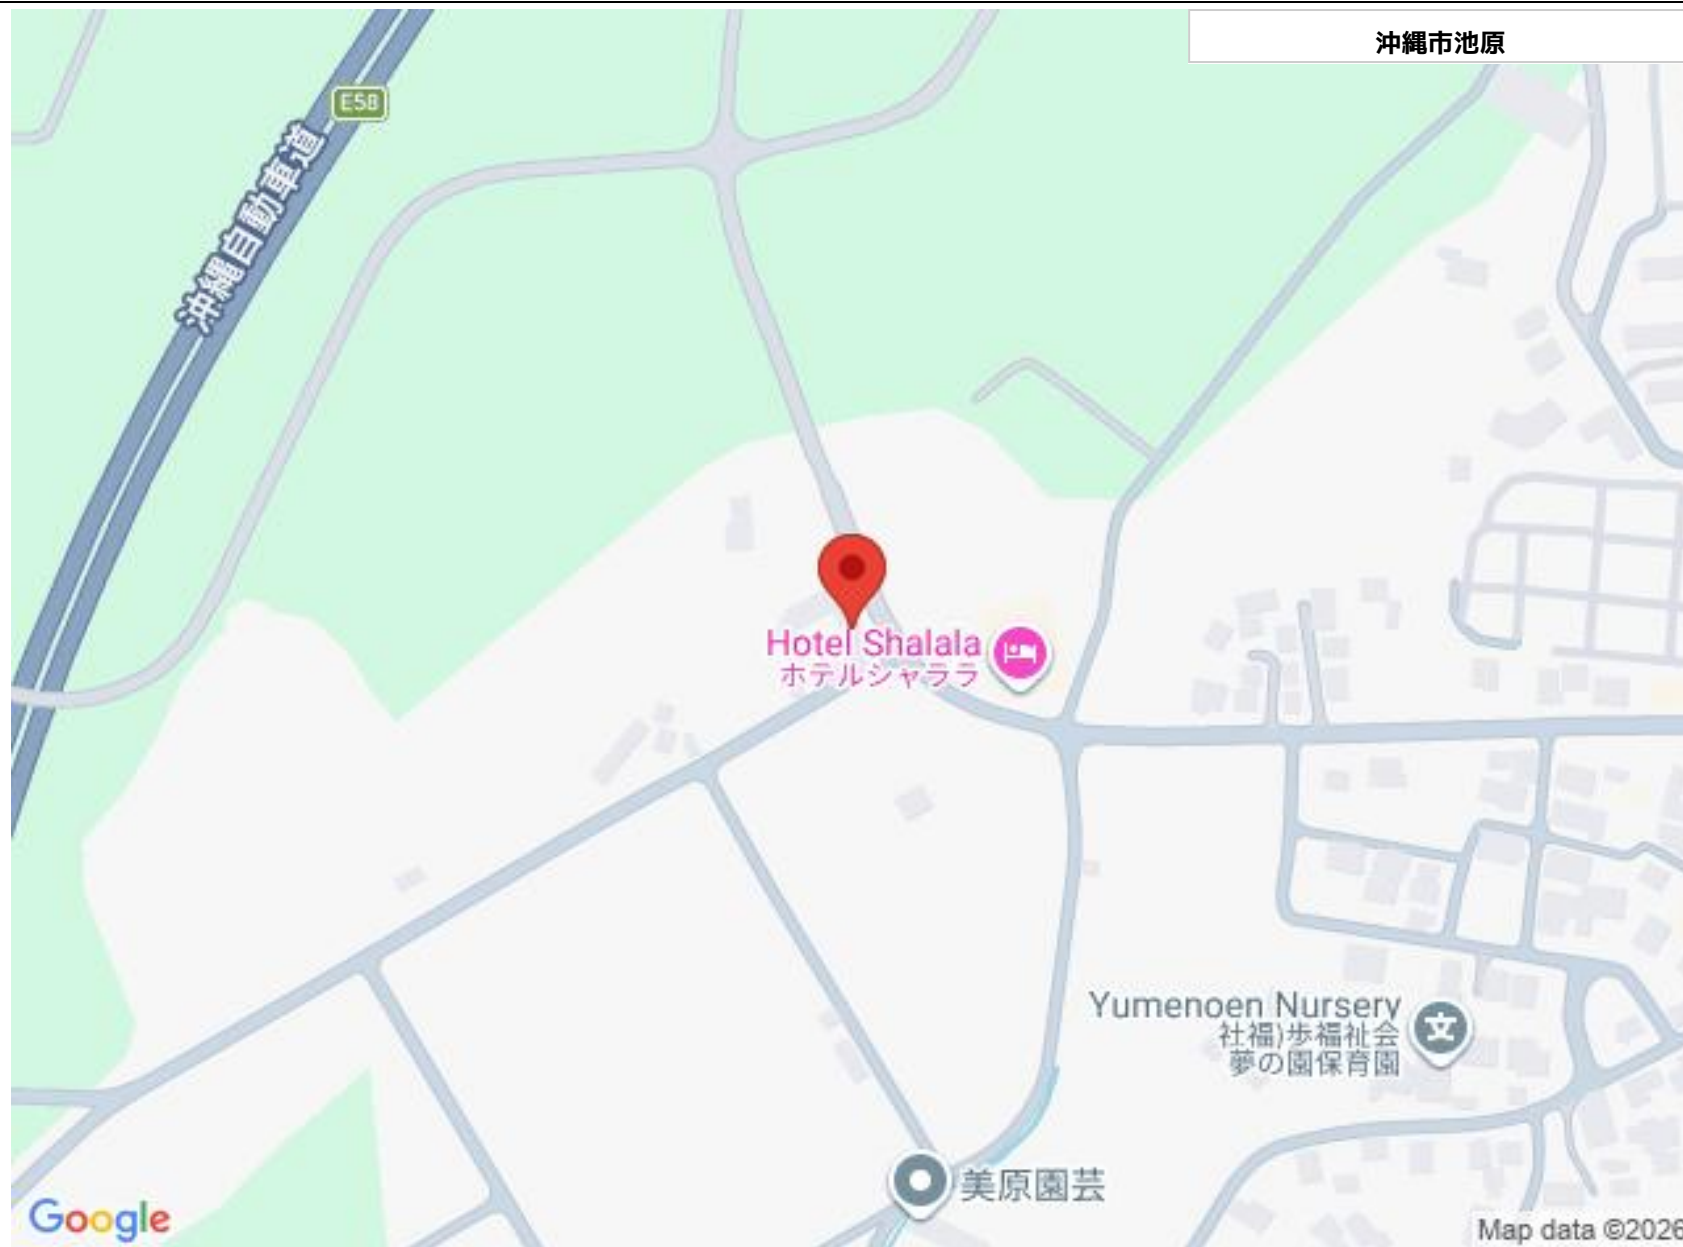 沖縄市池原
E58
沖縄自動車道
Hotel Shalala
ホテルシャララ
Yumenoen Nursery
社福)歩福祉会
夢の園保育園
美原園芸
Google
Map data ©2026